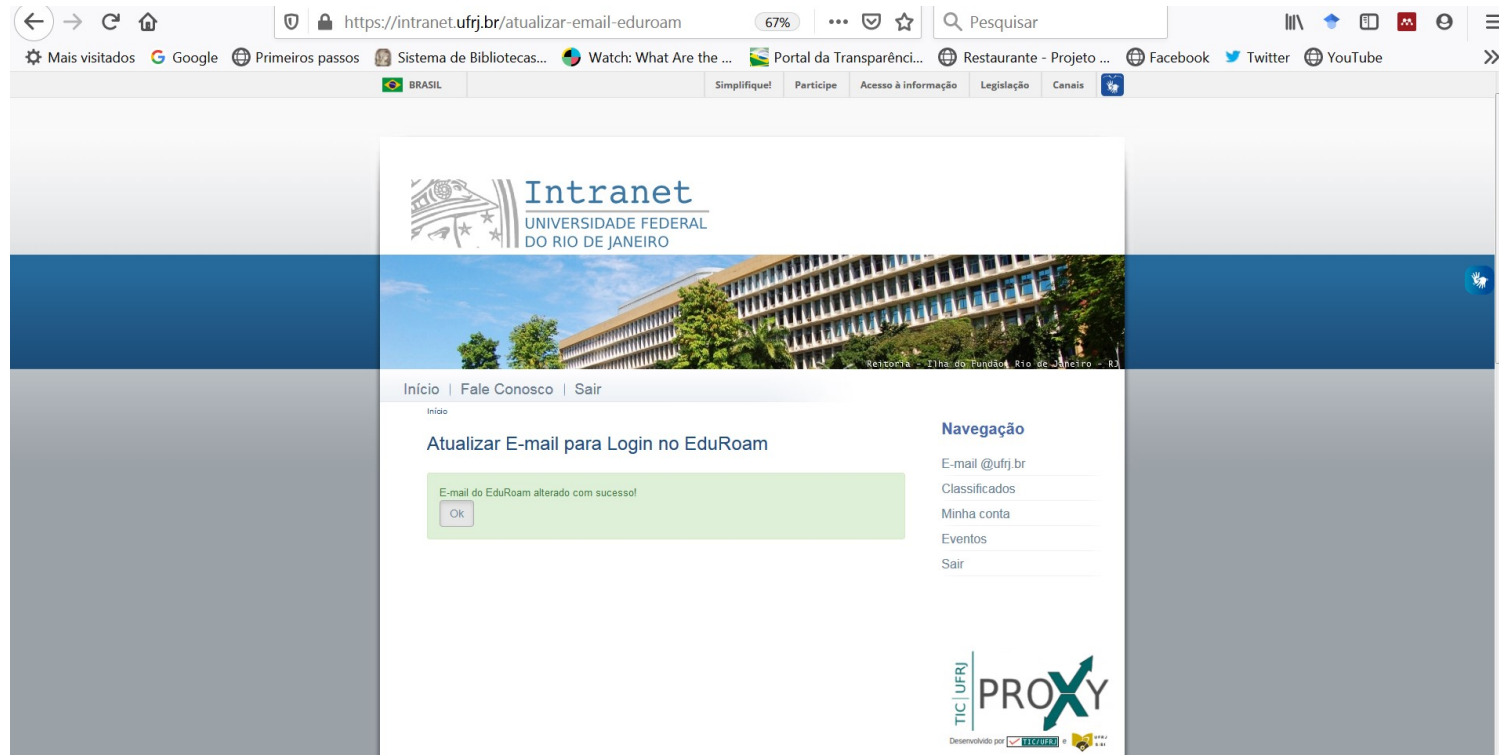 https://intranet.ufrj.br/atualizar-email-eduroam
67%
Pesquisar
Mais visitados
Google
Primeiros passos
Sistema de Bibliotecas...
Watch: What Are the ...
Portal da Transparênci...
Restaurante - Projeto ...
Facebook
Twitter
YouTube
BRASIL
Simplifique!
Participe
Acesso à informação
Legislação
Canais
Intranet
UNIVERSIDADE FEDERAL
DO RIO DE JANEIRO
Reitoria - Ilha do Fundão, Rio de Janeiro - RJ
Início | Fale Conosco | Sair
Início
Atualizar E-mail para Login no EduRoam
E-mail do EduRoam alterado com sucesso!
Ok
Navegação
E-mail @ufrj.br
Classificados
Minha conta
Eventos
Sair
TIC | UFRJ
PROXY
Desenvolvido por TIC/UFRJ e